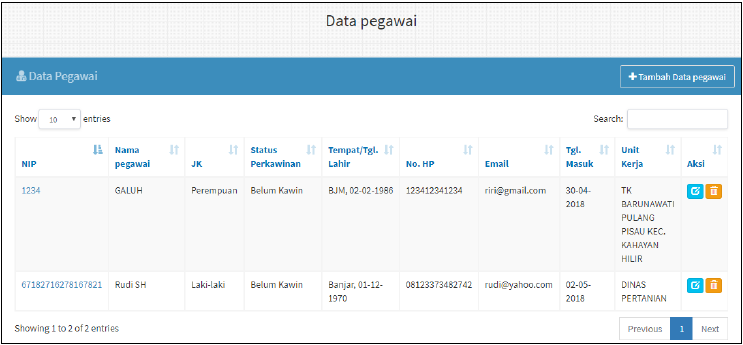 Data pegawai
Data Pegawai
Tambah Data pegawai
Show 10 entries
Search:
NIP Nama pegawai JK Status Perkawinan Tempat/Tgl. Lahir No. HP Email Tgl. Masuk Unit Kerja Aksi
1234 GALUH Perempuan Belum Kawin BJM, 02-02-1986 123412341234 riri@gmail.com 30-04-2018 TK BARUNAWATI PULANG PISAU KEC. KAHAYAN HILIR
67182716278167821 Rudi SH Laki-laki Belum Kawin Banjar, 01-12-1970 08123373482742 rudi@yahoo.com 02-05-2018 DINAS PERTANIAN
Showing 1 to 2 of 2 entries
Previous 1 Next